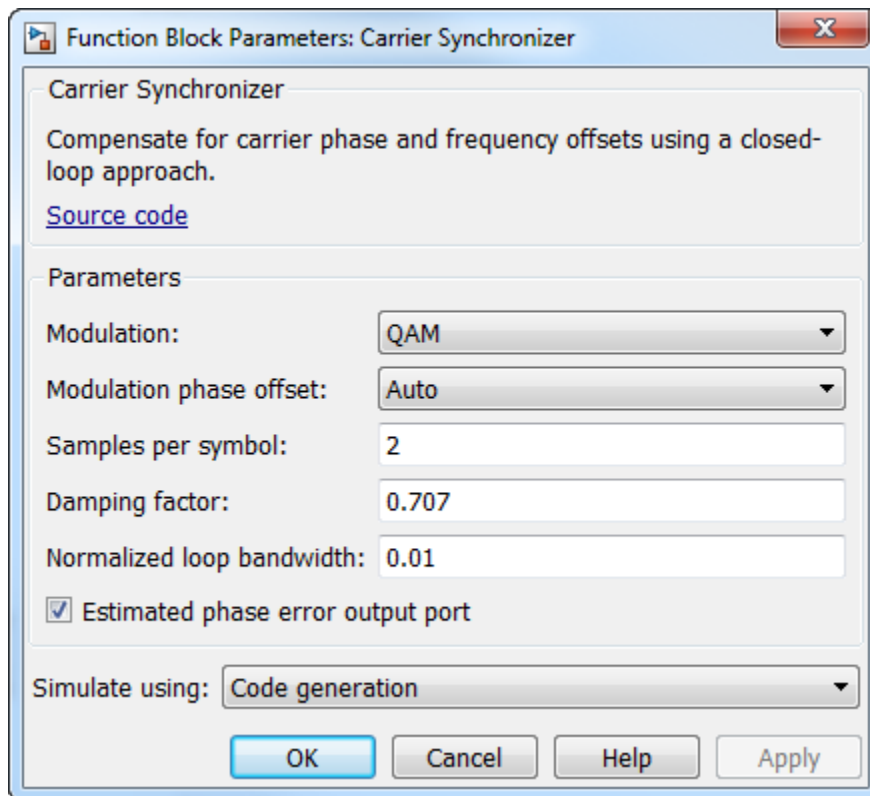 Function Block Parameters: Carrier Synchronizer
Carrier Synchronizer
Compensate for carrier phase and frequency offsets using a closed-
loop approach.
Source code
Parameters
Modulation: QAM
Modulation phase offset: Auto
Samples per symbol: 2
Damping factor: 0.707
Normalized loop bandwidth: 0.01
Estimated phase error output port
Simulate using: Code generation
OK Cancel Help Apply